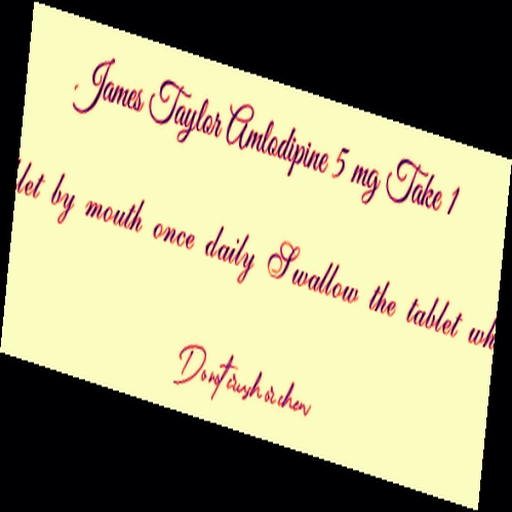 James Taylor Amlodipine 5 mg Take 1
let by mouth once daily Swallow the tablet wh
Don't crush or chew